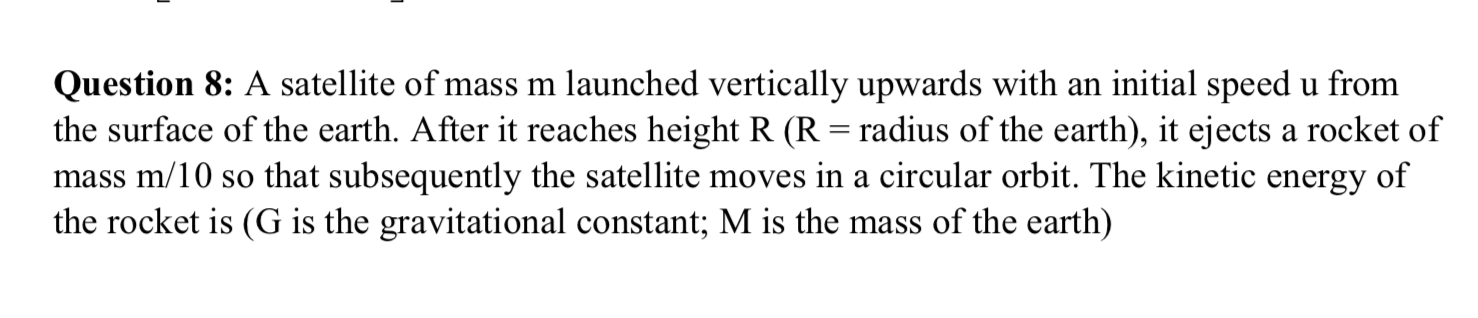 Question 8: A satellite of mass m launched vertically upwards with an initial speed u from
the surface of the earth. After it reaches height R (R = radius of the earth), it ejects a rocket of
mass m/10 so that subsequently the satellite moves in a circular orbit. The kinetic energy of
the rocket is (G is the gravitational constant; M is the mass of the earth)